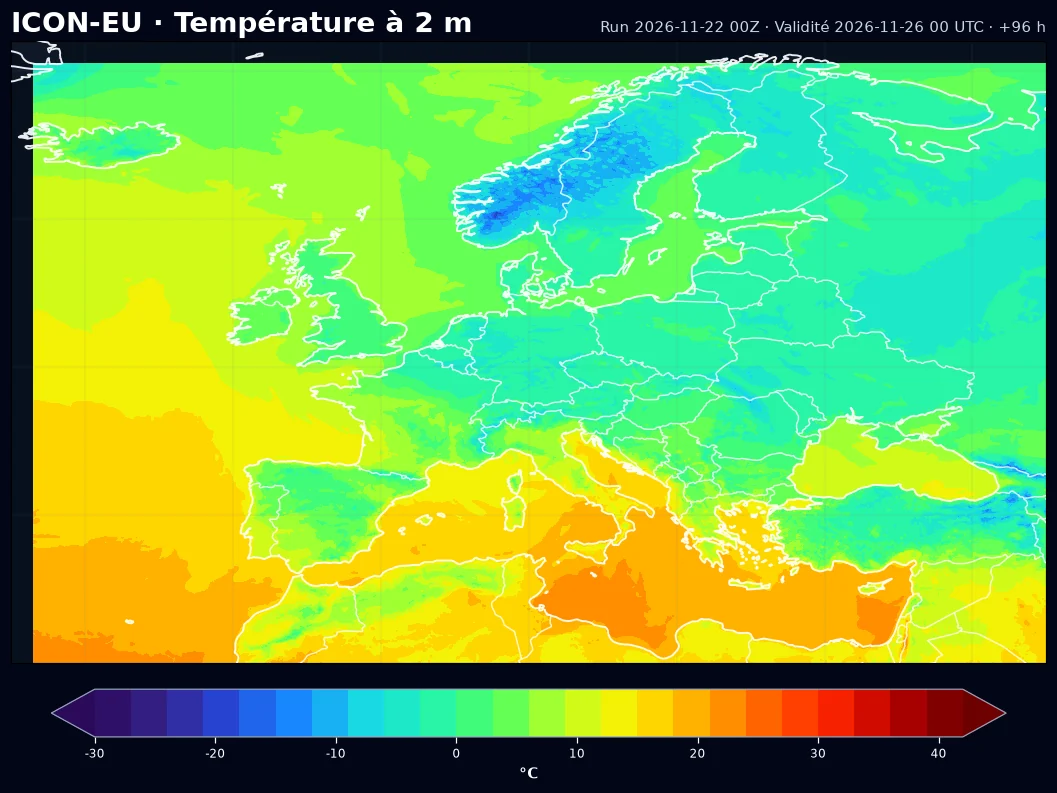 ICON-EU · Température à 2 m
Run 2026-11-22 00Z · Validité 2026-11-26 00 UTC · +96 h
-30 -20 -10 0 10 20 30 40
°C